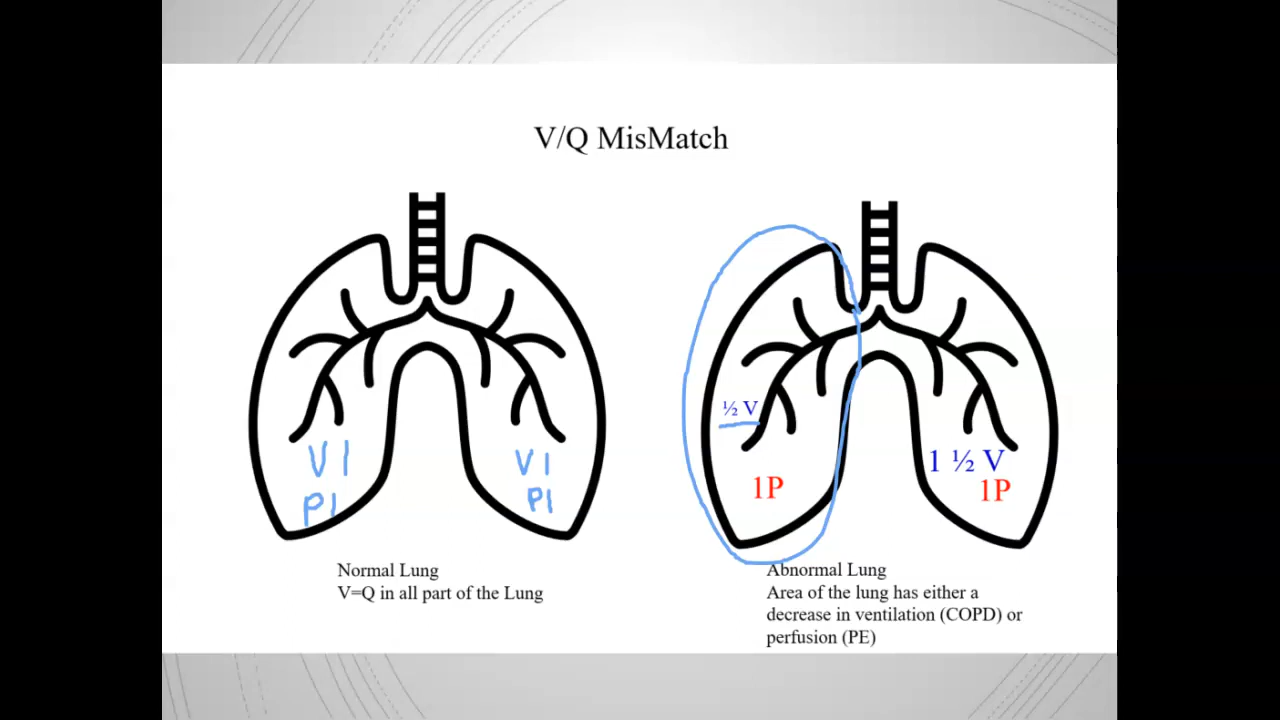 V/Q MisMatch
V1
P1
V1
P1
Normal Lung
V=Q in all part of the Lung
½ V
1P
1 ½ V
1P
Abnormal Lung
Area of the lung has either a
decrease in ventilation (COPD) or
perfusion (PE)